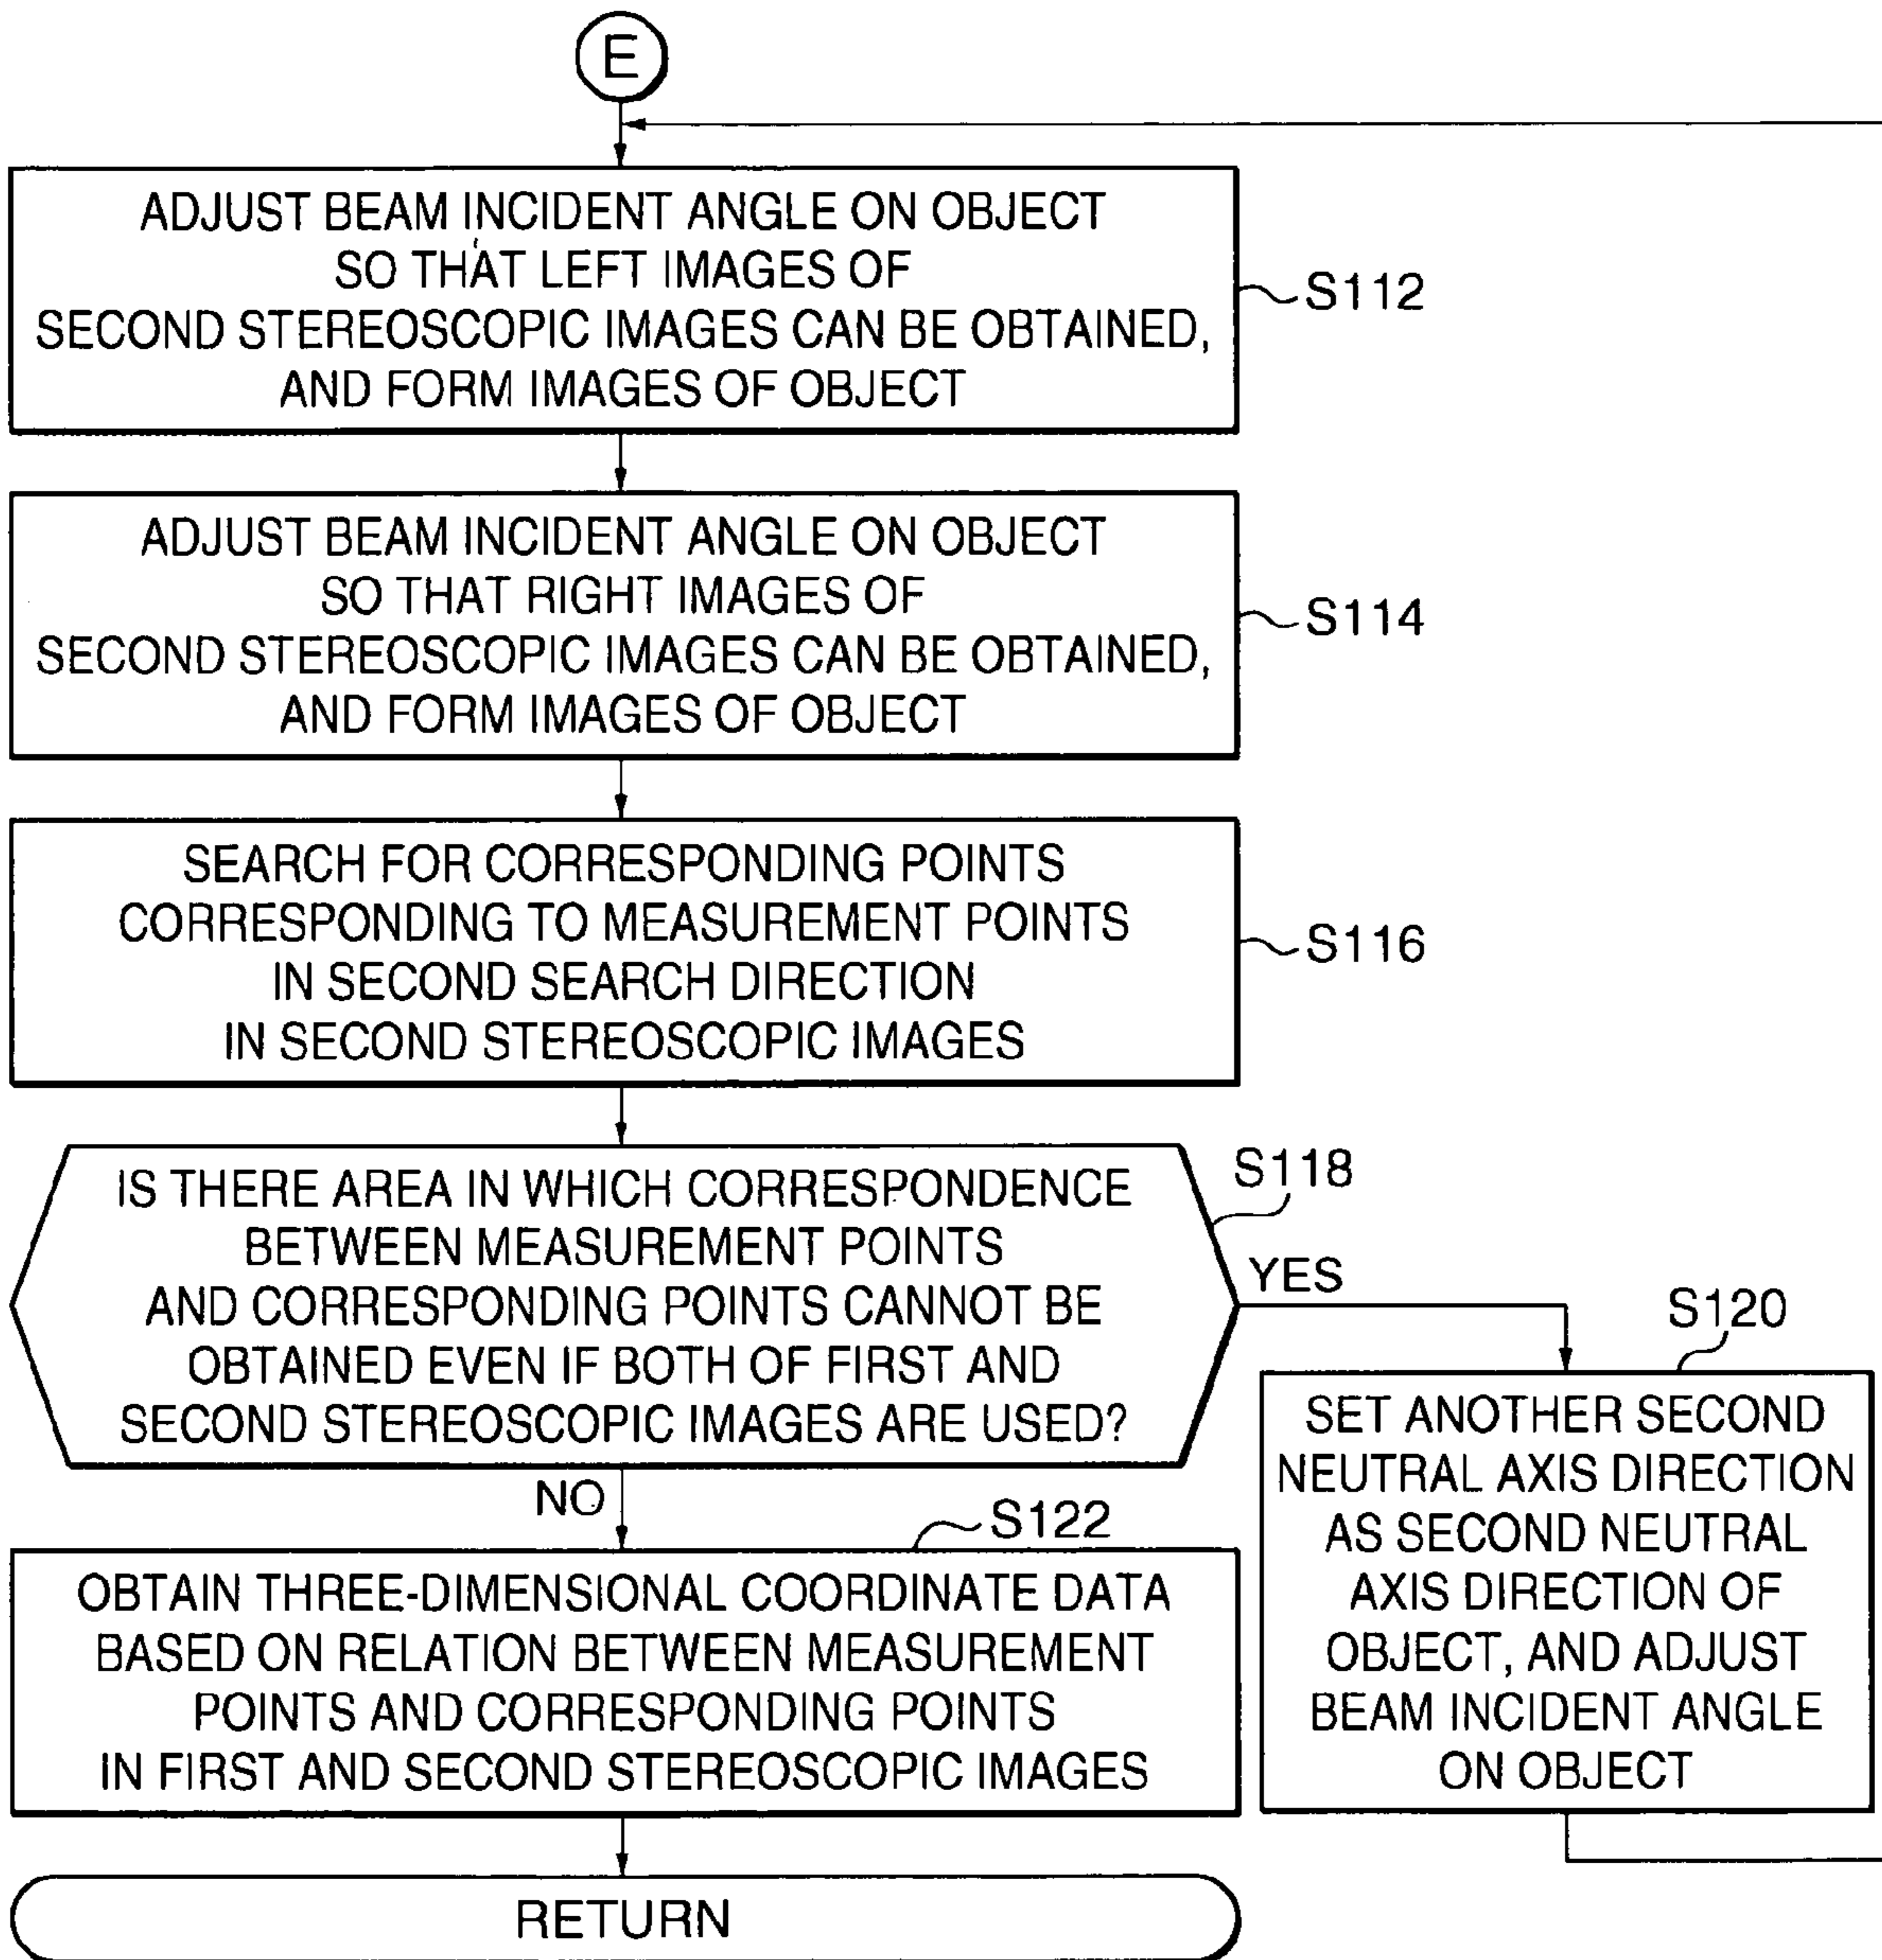 E
ADJUST BEAM INCIDENT ANGLE ON OBJECT
SO THAT LEFT IMAGES OF
SECOND STEREOSCOPIC IMAGES CAN BE OBTAINED,
AND FORM IMAGES OF OBJECT
S112
ADJUST BEAM INCIDENT ANGLE ON OBJECT
SO THAT RIGHT IMAGES OF
SECOND STEREOSCOPIC IMAGES CAN BE OBTAINED,
AND FORM IMAGES OF OBJECT
S114
SEARCH FOR CORRESPONDING POINTS
CORRESPONDING TO MEASUREMENT POINTS
IN SECOND SEARCH DIRECTION
IN SECOND STEREOSCOPIC IMAGES
S116
IS THERE AREA IN WHICH CORRESPONDENCE
BETWEEN MEASUREMENT POINTS
AND CORRESPONDING POINTS CANNOT BE
OBTAINED EVEN IF BOTH OF FIRST AND
SECOND STEREOSCOPIC IMAGES ARE USED?
S118
YES
S120
SET ANOTHER SECOND
NEUTRAL AXIS DIRECTION
AS SECOND NEUTRAL
AXIS DIRECTION OF
OBJECT, AND ADJUST
BEAM INCIDENT ANGLE
ON OBJECT
NO
S122
OBTAIN THREE-DIMENSIONAL COORDINATE DATA
BASED ON RELATION BETWEEN MEASUREMENT
POINTS AND CORRESPONDING POINTS
IN FIRST AND SECOND STEREOSCOPIC IMAGES
RETURN